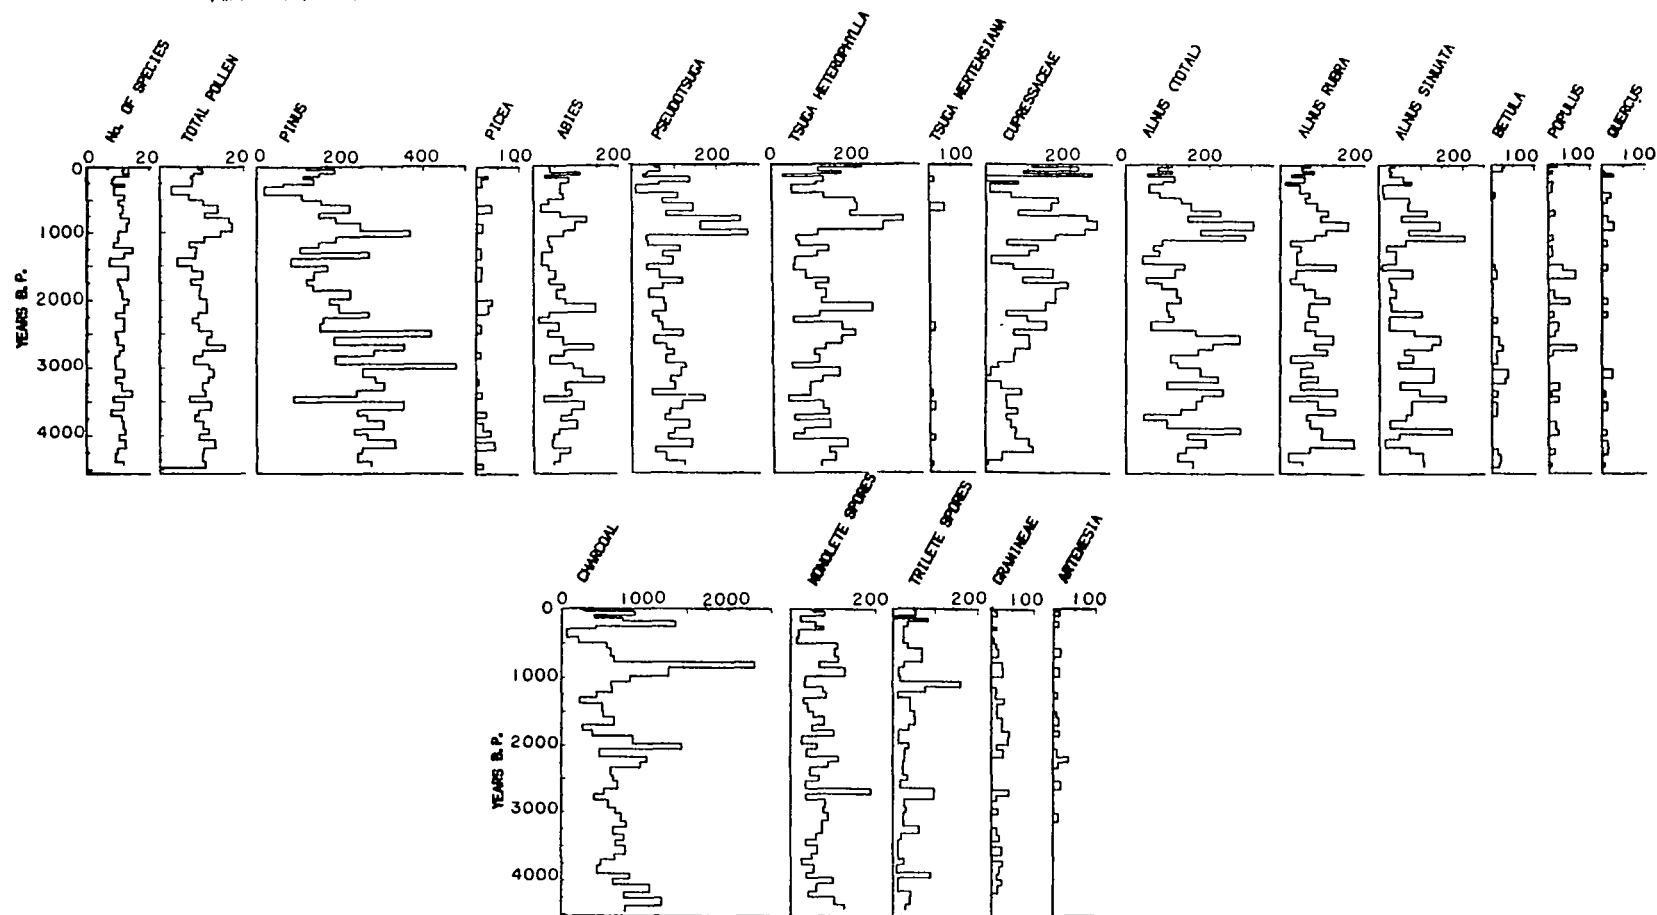 No. OF SPECIES
TOTAL POLLEN
PINUS
PICEA
ABIES
PSEUDOTSUGA
TSUGA HETEROPHYLLA
TSUGA MERTENSIANA
CUPRESSACEAE
ALNUS (TOTAL)
ALNUS RUBRA
ALNUS SINUATA
BETULA
POPULUS
QUERCUS
0 20 20 0 200 400 100 200 0 200 0 200 100 200 0 200 200 200 100 100 100
0
1000
2000
3000
4000
YEARS B.P.
CHARCOAL
MONOLETE SPORES
TRILETE SPORES
GRAMINEAE
ARTEMESIA
0 1000 2000 200 200 100 100
0
1000
2000
3000
4000
YEARS B.P.